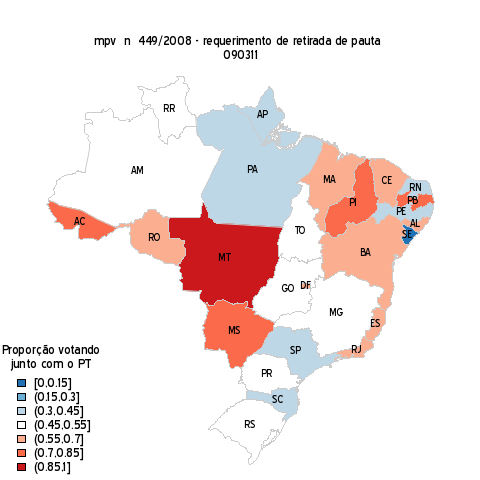 mpv n 449/2008 - requerimento de retirada de pauta
090311
RR
AP
AM
PA
MA
CE
RN
PB
PI
PE
AL
SE
AC
RO
TO
BA
MT
DF
GO
MG
ES
MS
SP
RJ
PR
SC
RS
Proporção votando
junto com o PT
[0,0.15]
(0.15,0.3]
(0.3,0.45]
(0.45,0.55]
(0.55,0.7]
(0.7,0.85]
(0.85,1]